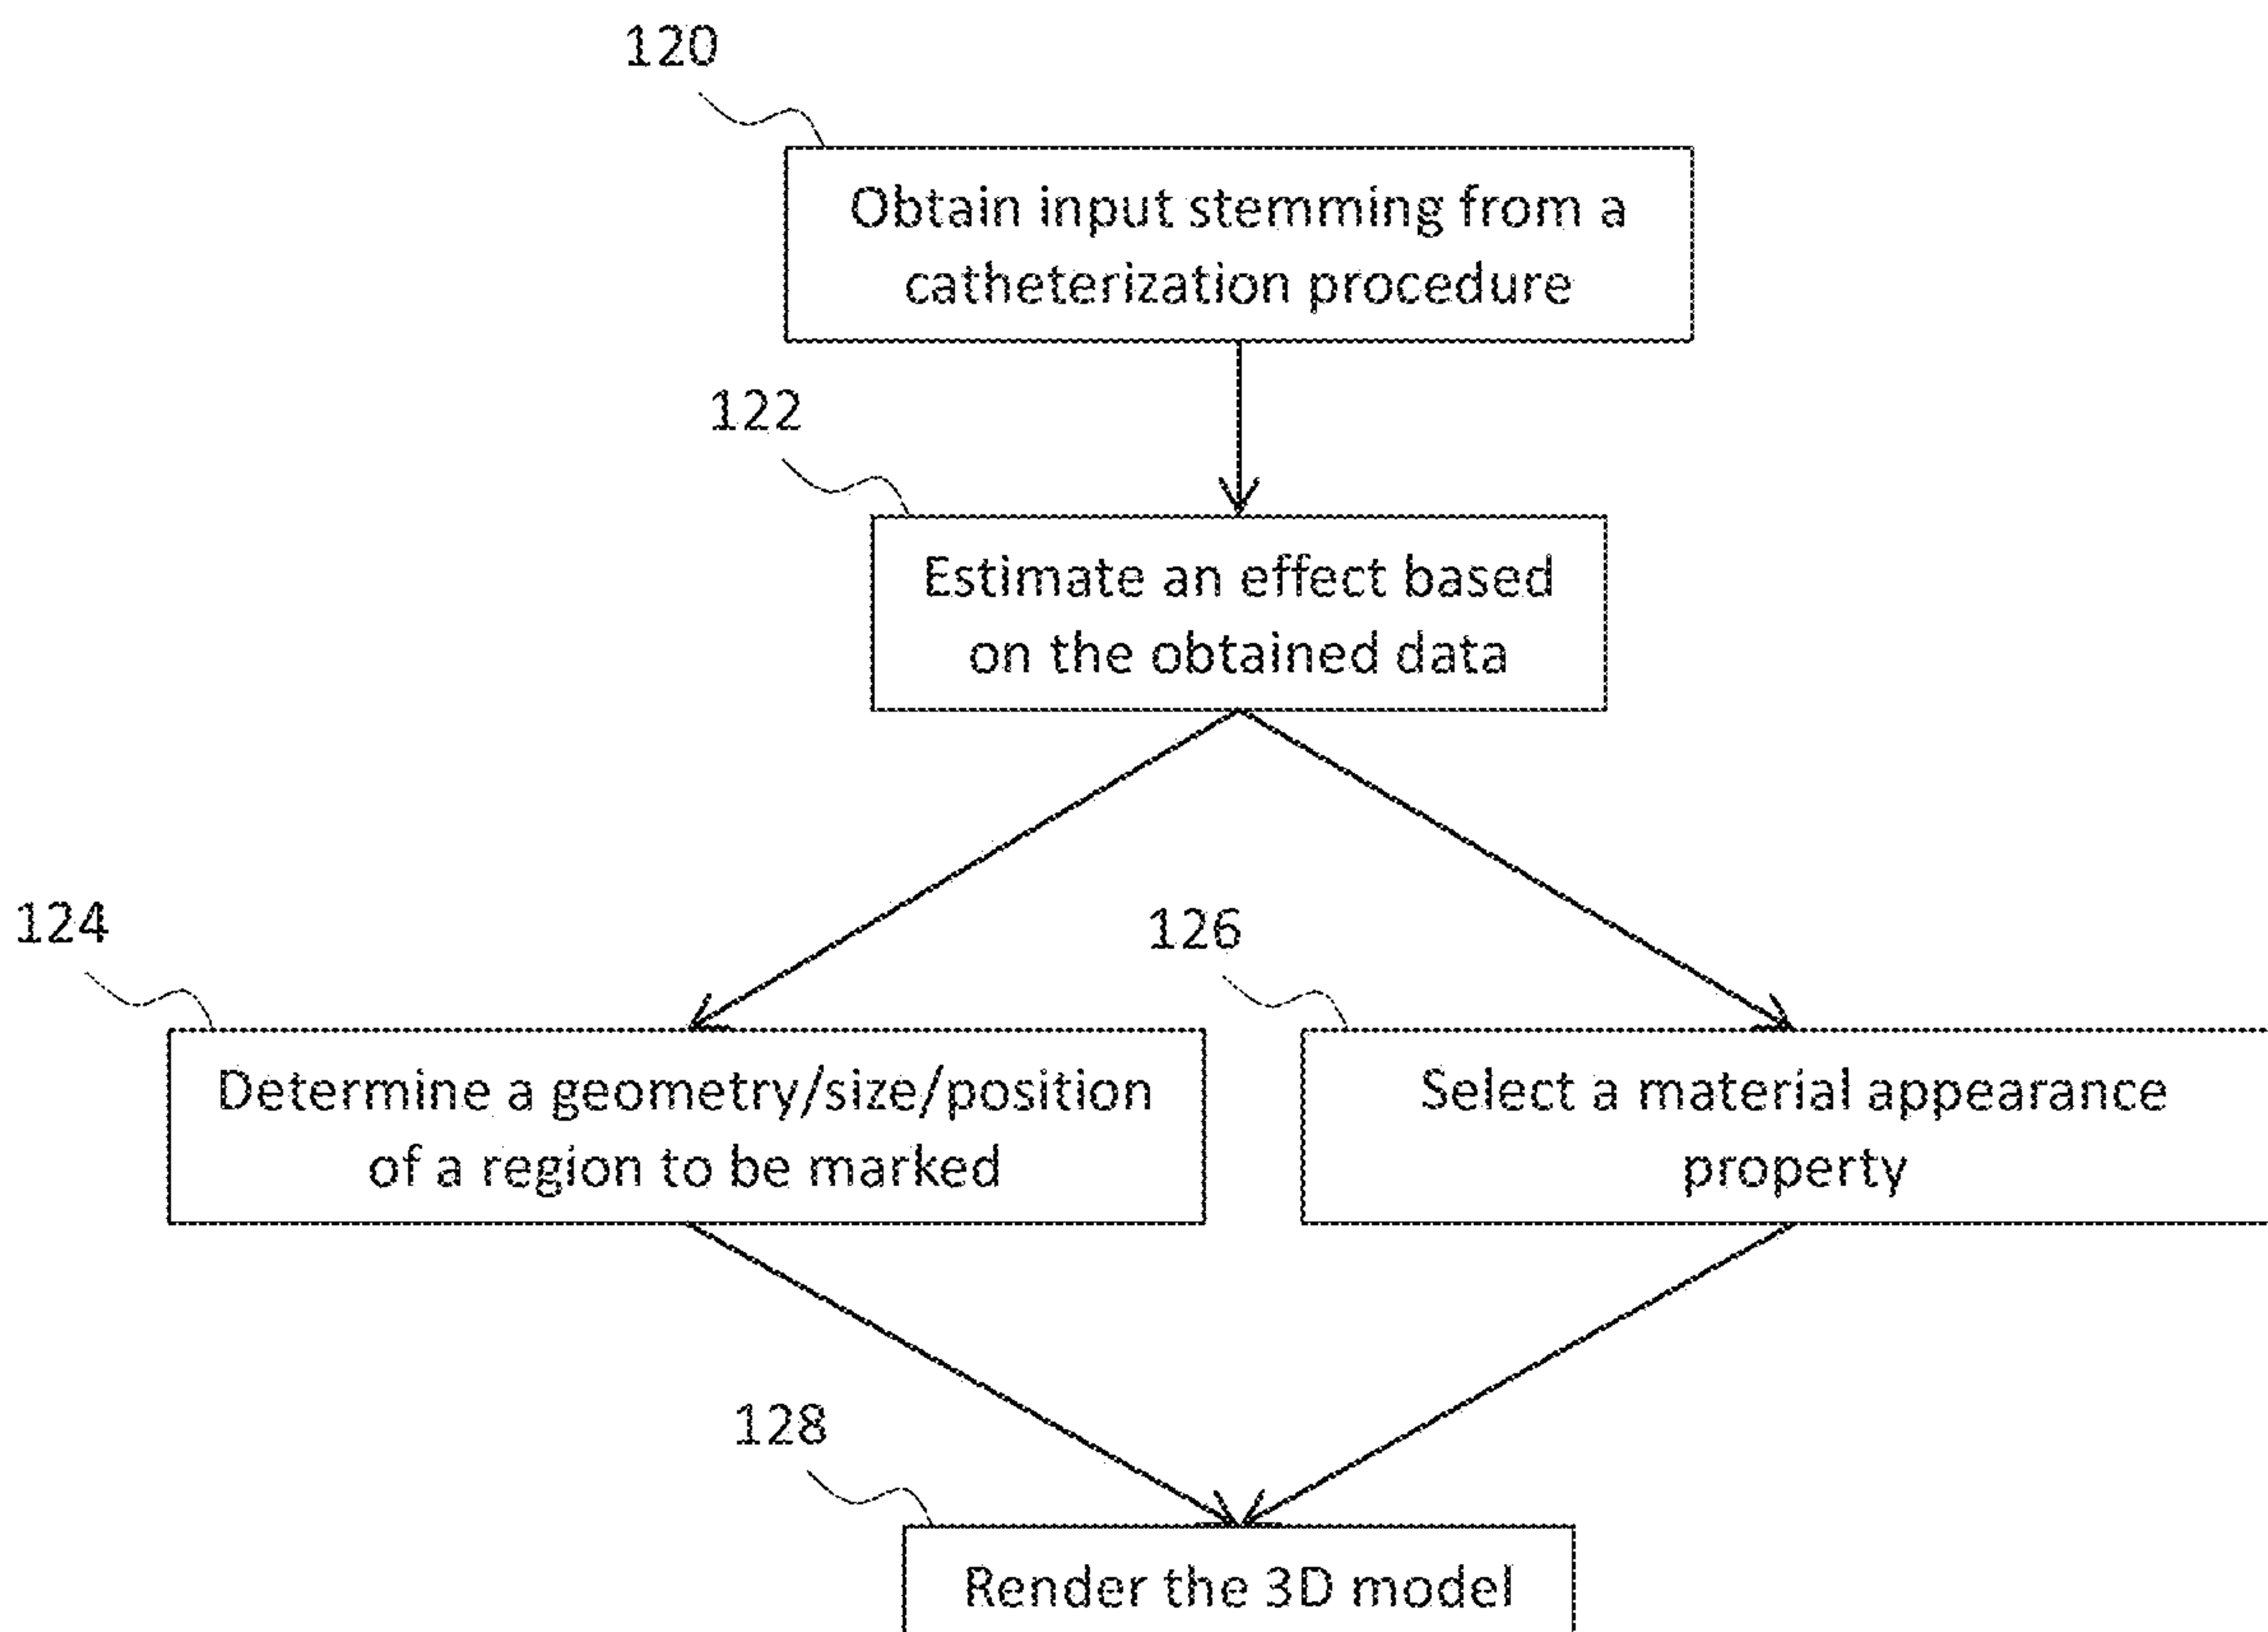 120
Obtain input stemming from a
catheterization procedure
122
Estimate an effect based
on the obtained data
124
Determine a geometry/size/position
of a region to be marked
126
Select a material appearance
property
128
Render the 3D model